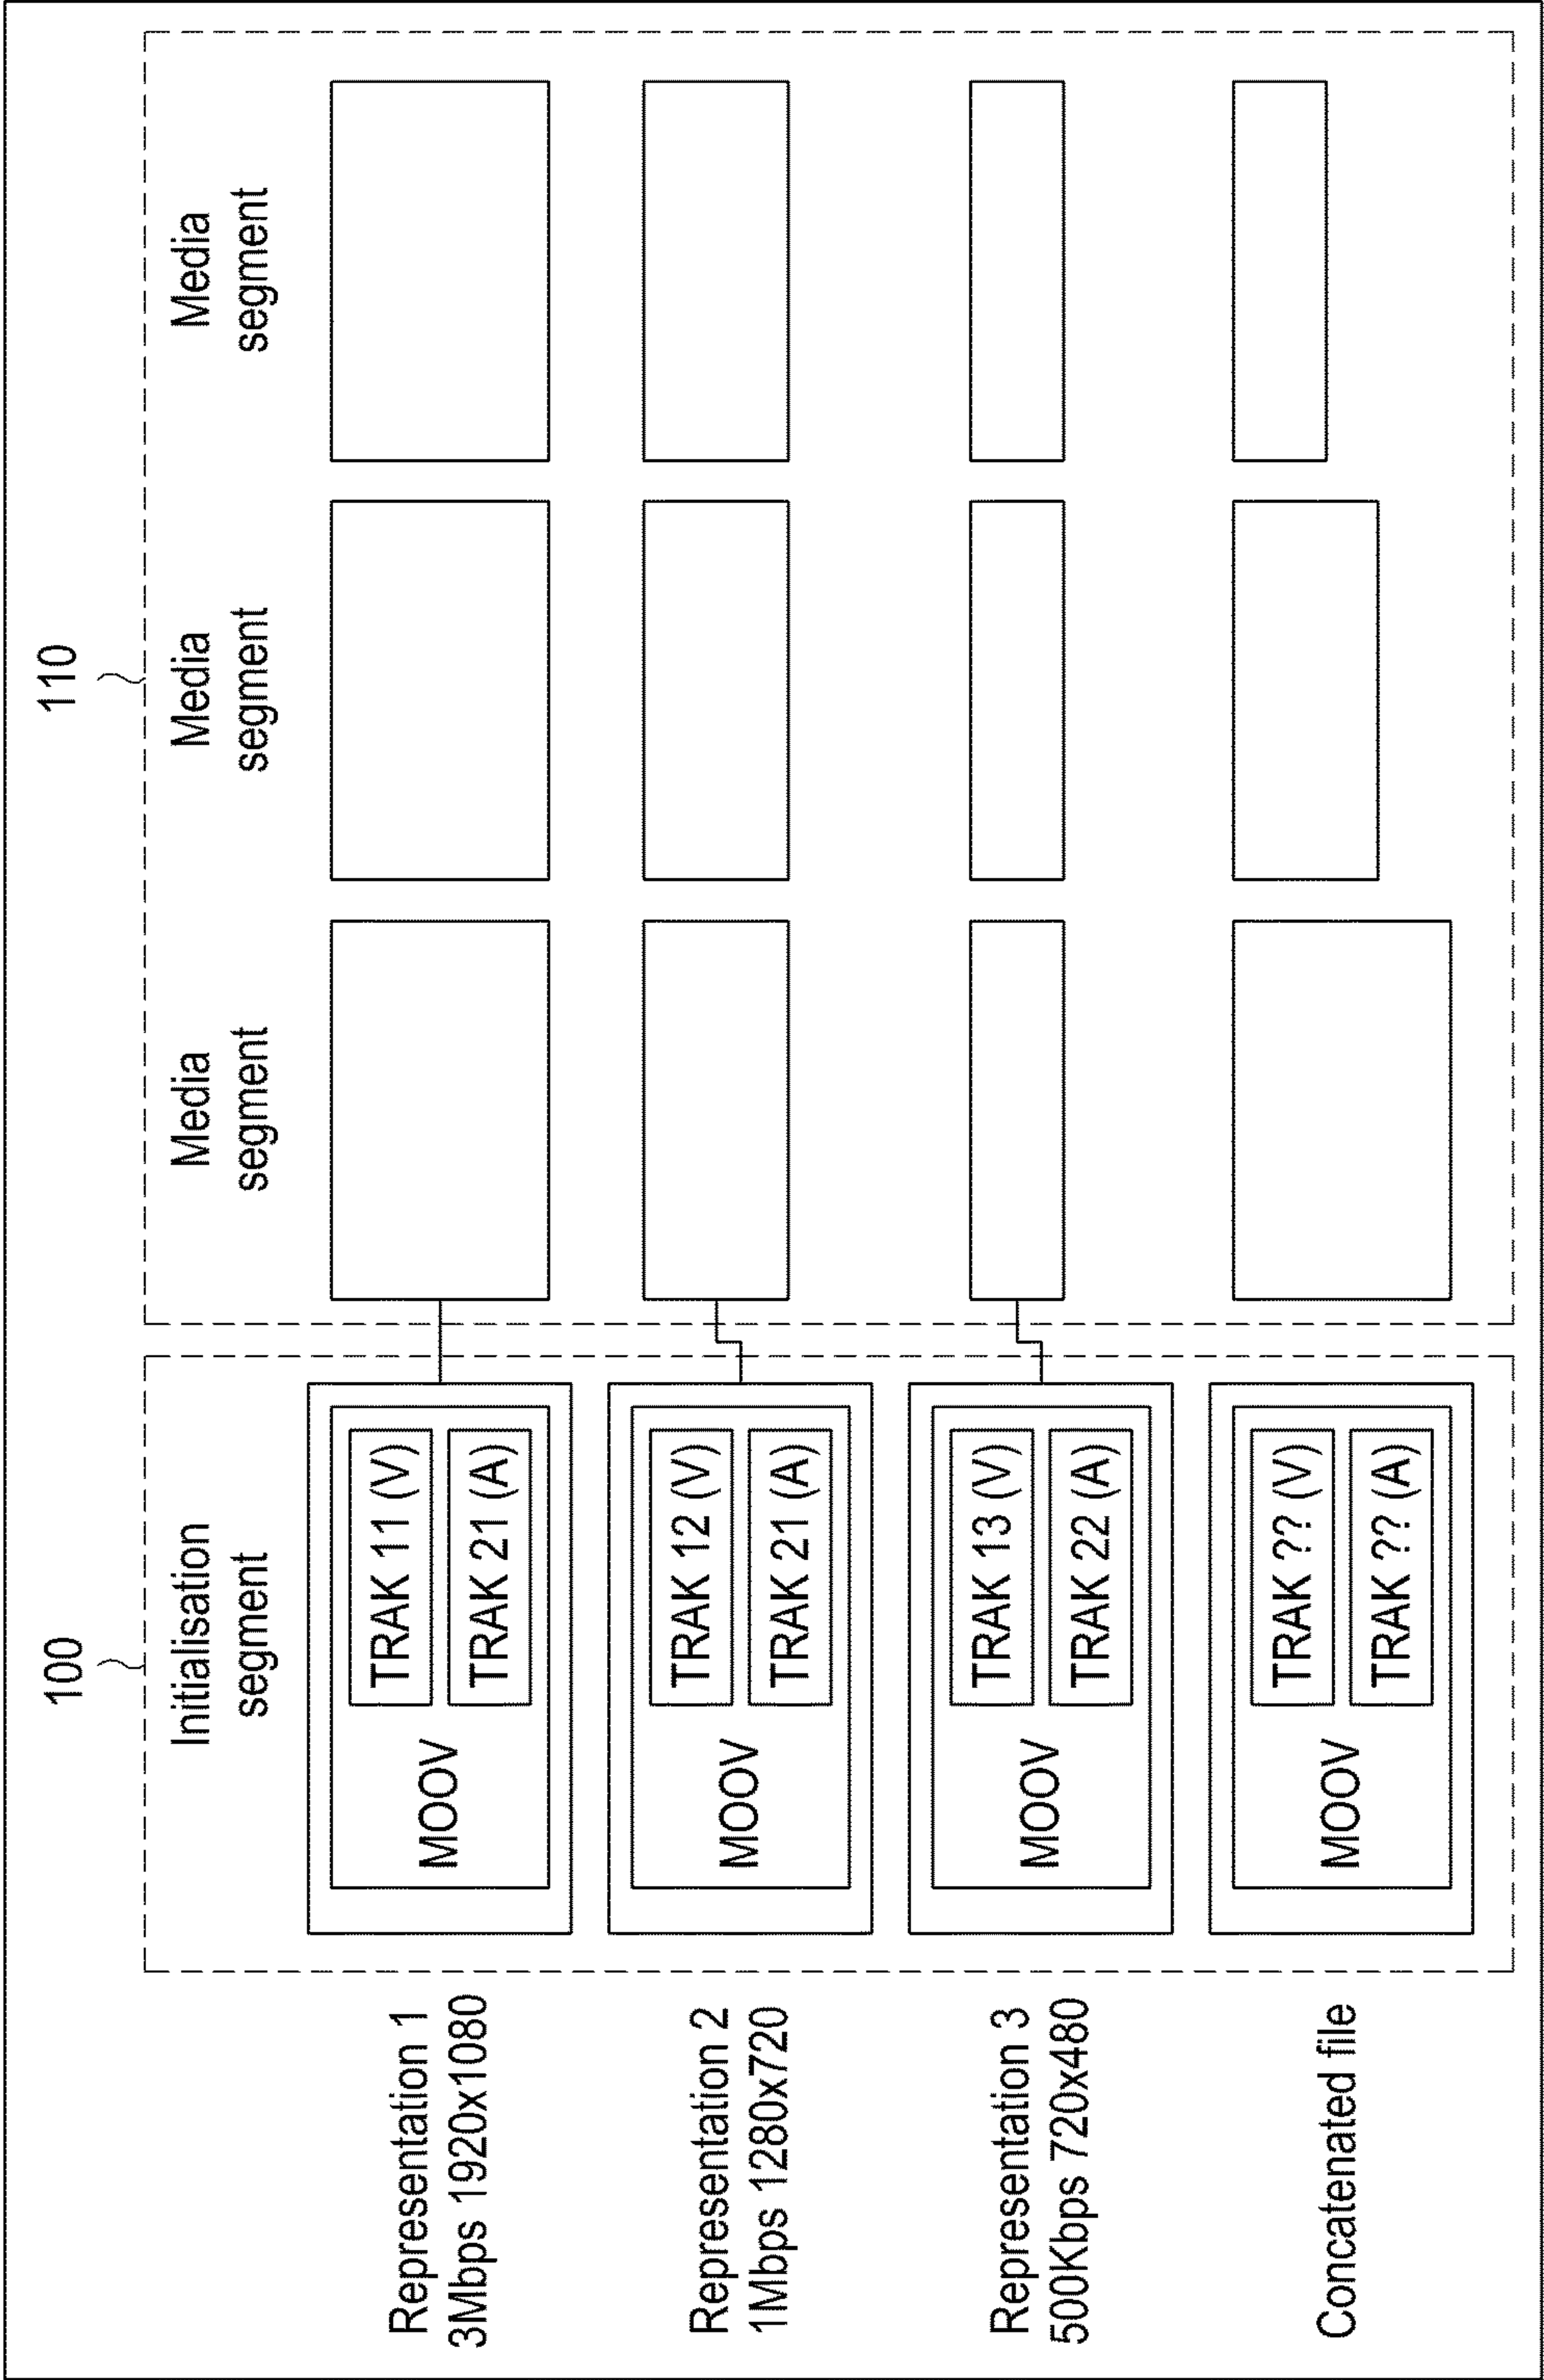 100
110
Initialisation
segment
Media
segment
Media
segment
Media
segment
Representation 1
3Mbps 1920x1080
MOOV
TRAK 11 (V)
TRAK 21 (A)
Representation 2
1Mbps 1280x720
MOOV
TRAK 12 (V)
TRAK 21 (A)
Representation 3
500Kbps 720x480
MOOV
TRAK 13 (V)
TRAK 22 (A)
Concatenated file
MOOV
TRAK ?? (V)
TRAK ?? (A)